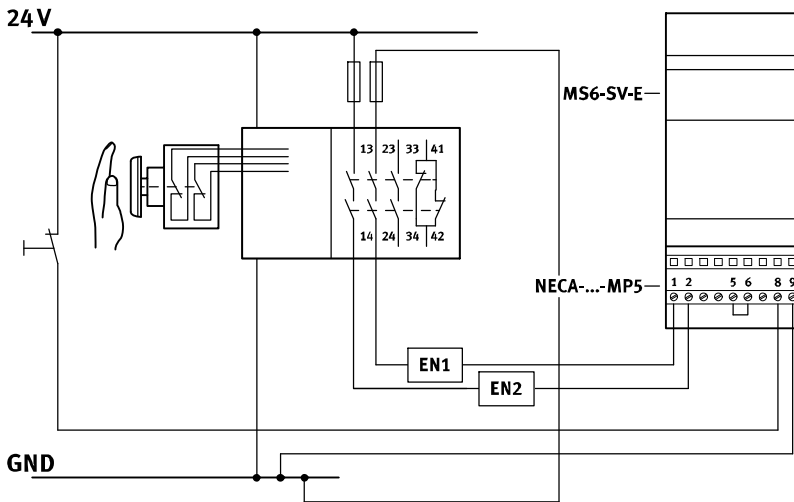 24 V
MS6-SV-E
13 23 33 41
14 24 34 42
NECA-...-MP5
1 2 5 6 8 9
EN1
EN2
GND